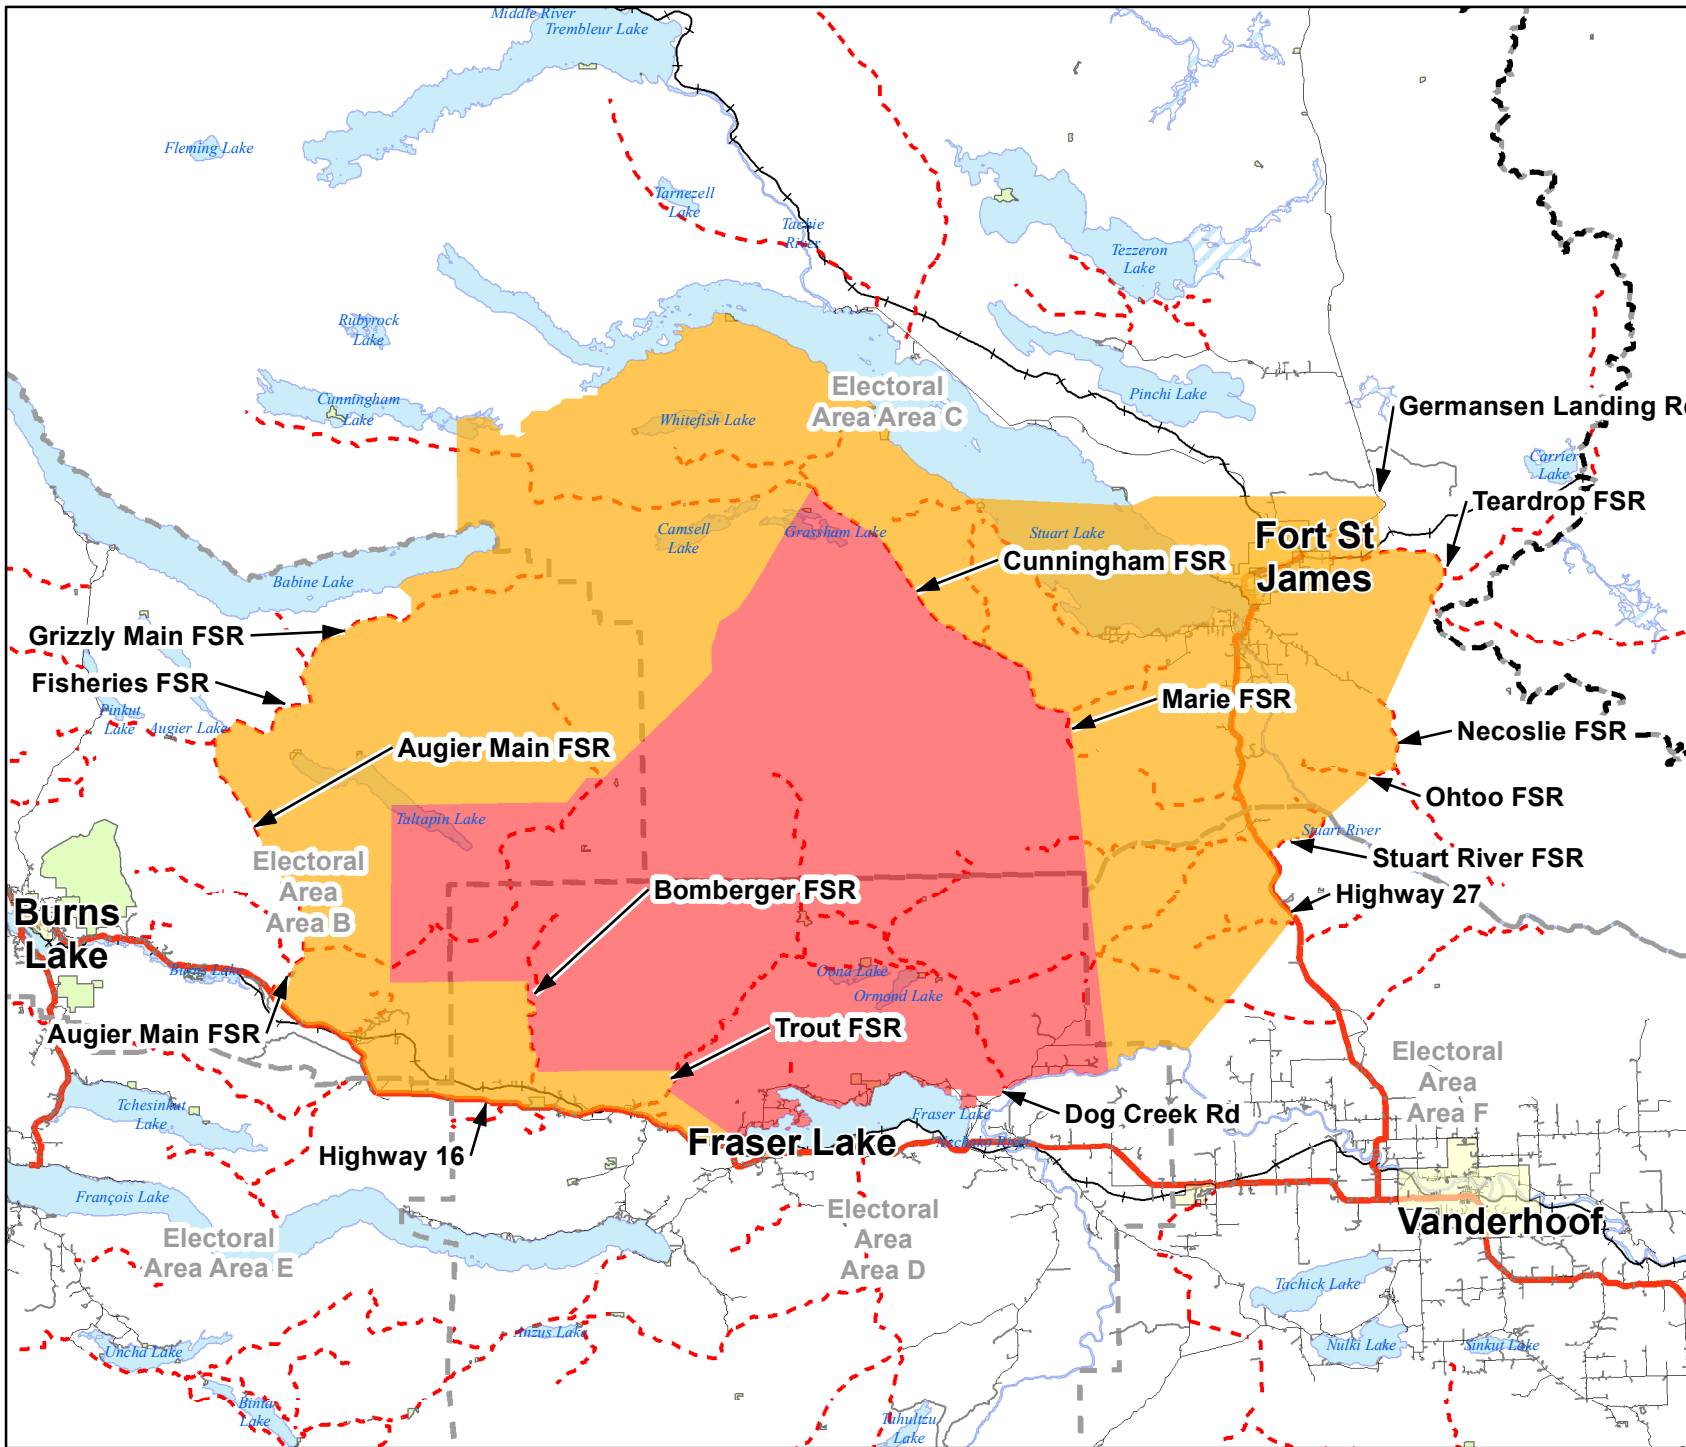 Middle River
Trembleur Lake
Fleming Lake
Tarnezell
Lake
Tachie
River
Tezzeron
Lake
Rubyrock
Lake
Cunningham
Lake
Electoral
Area Area C
Whitefish Lake
Pinchi Lake
Germansen Landing Rd
Carrier
Lake
Teardrop FSR
Camsell
Lake
Grassham Lake
Stuart Lake
Fort St
James
Cunningham FSR
Babine Lake
Grizzly Main FSR
Fisheries FSR
Pinkut
Lake
Augier Lake
Marie FSR
Necoslie FSR
Augier Main FSR
Ohtoo FSR
Taltapin Lake
Stuart River
Stuart River FSR
Electoral
Area
Area B
Bomberger FSR
Highway 27
Burns
Lake
Burns Lake
Oona Lake
Ormond Lake
Augier Main FSR
Trout FSR
Electoral
Area
Area F
Tchesinkut
Lake
Fraser Lake
Dog Creek Rd
Highway 16
Fraser Lake
Nechako River
François Lake
Electoral
Area Area E
Electoral
Area
Area D
Vanderhoof
Tachick Lake
Uncha Lake
Anzus Lake
Nulki Lake
Sinkut Lake
Binta
Lake
Tahultzu
Lake